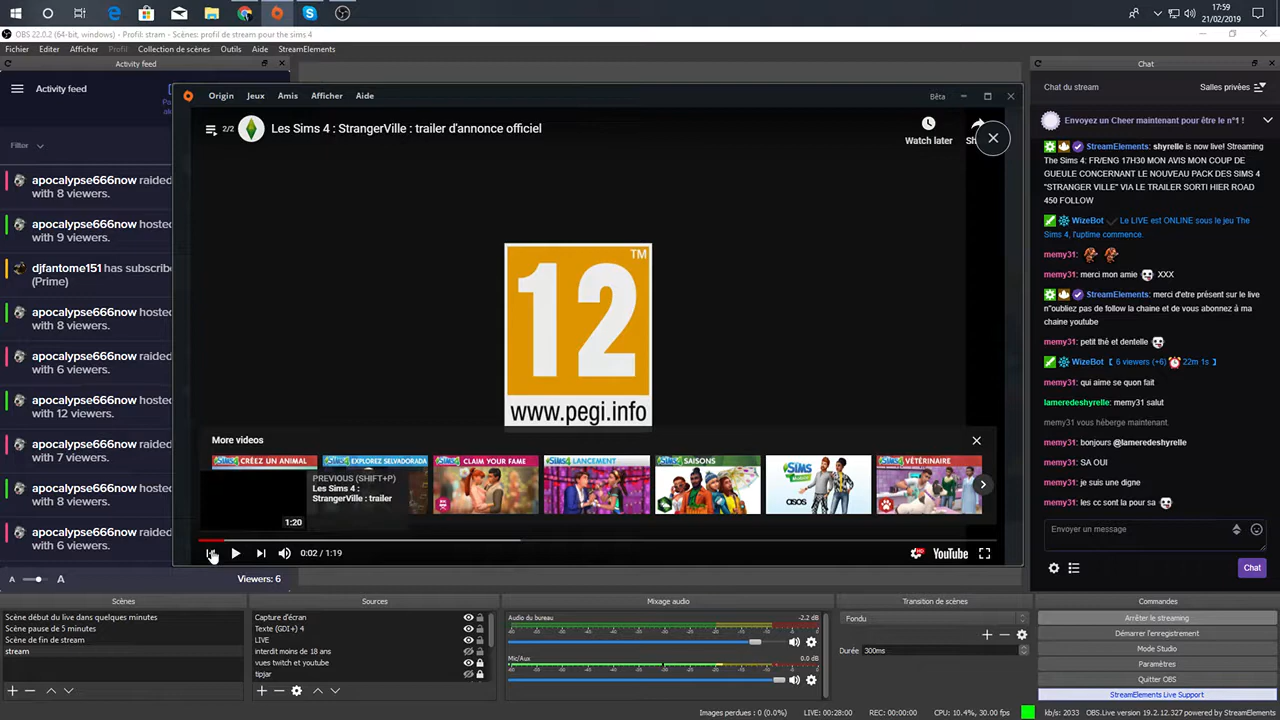 17:59
21/02/2019
OBS 22.0.2 (64-bit, windows) - Profil: stram - Scènes: profil de stream pour the sims 4
Fichier Editer Afficher Profil Collection de scènes Outils Aide StreamElements
Activity feed
Activity feed
Filter
apocalypse666now raided
with 8 viewers.
apocalypse666now hosted
with 9 viewers.
djfantome151 has subscribe
(Prime)
apocalypse666now hoste
with 8 viewers.
apocalypse666now raided
with 6 viewers.
apocalypse666now hoste
with 12 viewers.
apocalypse666now raided
with 7 viewers.
apocalypse666now hoste
with 8 viewers.
apocalypse666now raided
with 6 viewers.
A A Viewers: 6
Origin Jeux Amis Afficher Aide Bêta
2/2 Les Sims 4 : StrangerVille : trailer d'annonce officiel
Watch later Sh
12
TM
www.pegi.info
More videos
CRÉEZ UN ANIMAL
EXPLOREZ SELVADORADA
CLAIM YOUR FAME
LANCEMENT
SAISONS
SIMS
asos
VÉTÉRINAIRE
PREVIOUS (SHIFT+P)
Les Sims 4 :
StrangerVille : trailer
1:20
0:02 / 1:19
HD
YouTube
Chat
Chat du stream Salles privées
Envoyez un Cheer maintenant pour être le n°1 !
StreamElements: shyrelle is now live! Streaming
The Sims 4: FR/ENG 17H30 MON AVIS MON COUP DE
GUEULE CONCERNANT LE NOUVEAU PACK DES SIMS 4
"STRANGER VILLE" VIA LE TRAILER SORTI HIER ROAD
450 FOLLOW
WizeBot Le LIVE est ONLINE sous le jeu The
Sims 4, l'uptime commence.
memy31:
memy31: merci mon amie XXX
StreamElements: merci d'etre présent sur le live
n"oubliez pas de follow la chaine et de vous abonnez à ma
chaine youtube
memy31: petit thé et dentelle
WizeBot [ 6 viewers (+6) 22m 1s ]
memy31: qui aime se quon fait
lameredeshyrelle: memy31 salut
memy31 vous héberge maintenant.
memy31: bonjours @lameredeshyrelle
memy31: SA OUI
memy31: je suis une digne
memy31: les cc sont la pour sa
Envoyer un message
Chat
Scènes
Scène début du live dans quelques minutes
Scène pause de 5 minutes
Scène de fin de stream
stream
Sources
Capture d'écran
Texte (GDI+) 4
LIVE
interdit moins de 18 ans
vues twitch et youtube
tipjar
Mixage audio
Audio du bureau -2.2 dB
Mic/Aux 0.0 dB
Transition de scènes
Fondu
Durée 300ms
Commandes
Arrêter le streaming
Démarrer l'enregistrement
Mode Studio
Paramètres
Quitter OBS
StreamElements Live Support
Images perdues : 0 (0.0%) LIVE: 00:28:00 REC: 00:00:00 CPU: 10.4%, 30.00 fps kb/s: 2033 OBS.Live version 19.2.12.327 powered by StreamElements